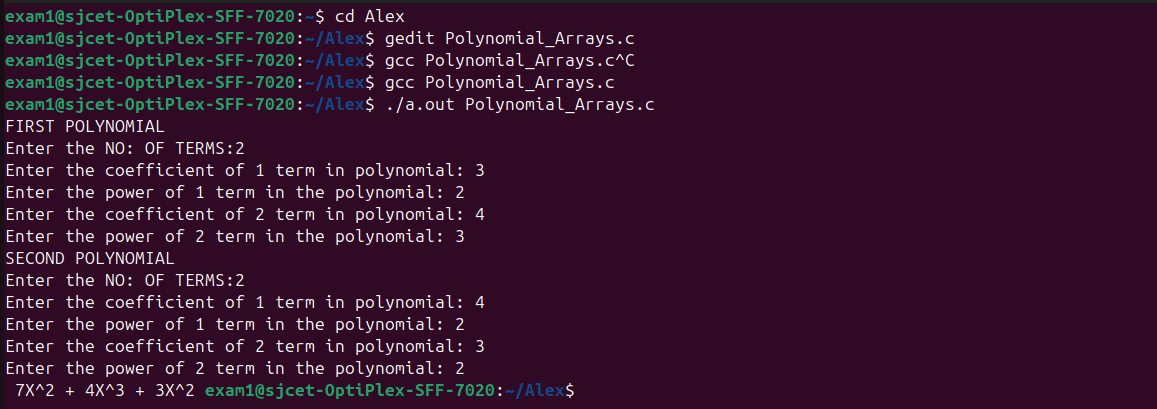 exam1@sjcet-OptiPlex-SFF-7020:~$ cd Alex
exam1@sjcet-OptiPlex-SFF-7020:~/Alex$ gedit Polynomial_Arrays.c
exam1@sjcet-OptiPlex-SFF-7020:~/Alex$ gcc Polynomial_Arrays.c^C
exam1@sjcet-OptiPlex-SFF-7020:~/Alex$ gcc Polynomial_Arrays.c
exam1@sjcet-OptiPlex-SFF-7020:~/Alex$ ./a.out Polynomial_Arrays.c
FIRST POLYNOMIAL
Enter the NO: OF TERMS:2
Enter the coefficient of 1 term in polynomial: 3
Enter the power of 1 term in the polynomial: 2
Enter the coefficient of 2 term in polynomial: 4
Enter the power of 2 term in the polynomial: 3
SECOND POLYNOMIAL
Enter the NO: OF TERMS:2
Enter the coefficient of 1 term in polynomial: 4
Enter the power of 1 term in the polynomial: 2
Enter the coefficient of 2 term in polynomial: 3
Enter the power of 2 term in the polynomial: 2
 7X^2 + 4X^3 + 3X^2 exam1@sjcet-OptiPlex-SFF-7020:~/Alex$